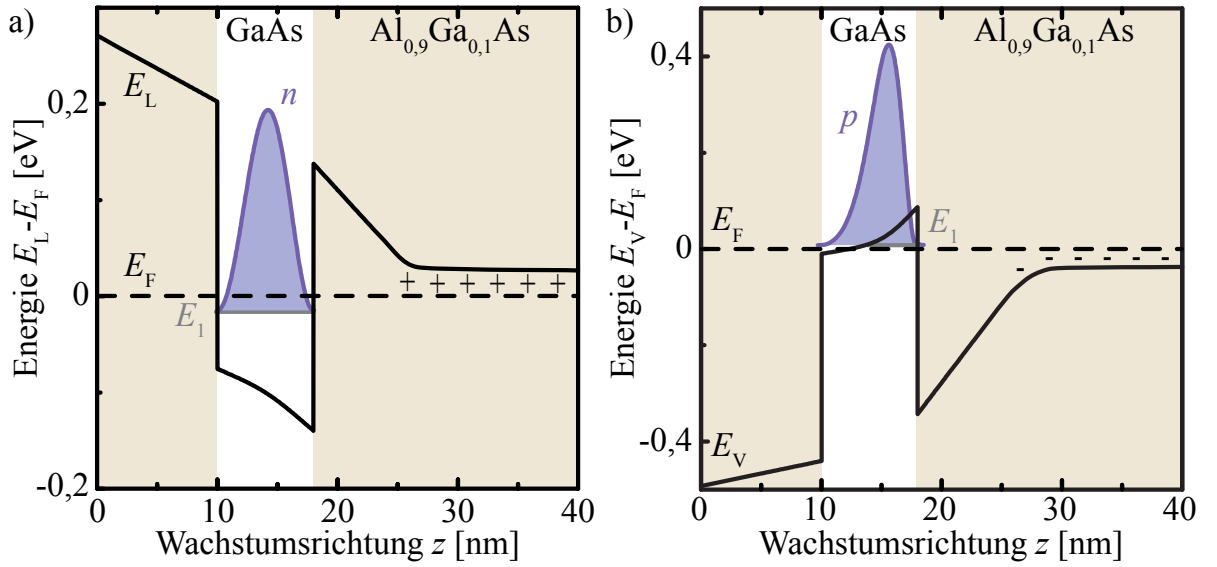 a)
GaAs
Al0,9Ga0,1As
EL
n
0,2
EF
0
E1
-0,2
+ + + + + +
0 10 20 30 40
Wachstumsrichtung z [nm]
Energie EL-EF [eV]
b)
GaAs
Al0,9Ga0,1As
0,4
p
EF
E1
0
- - - - - -
-0,4
EV
0 10 20 30 40
Wachstumsrichtung z [nm]
Energie EV-EF [eV]